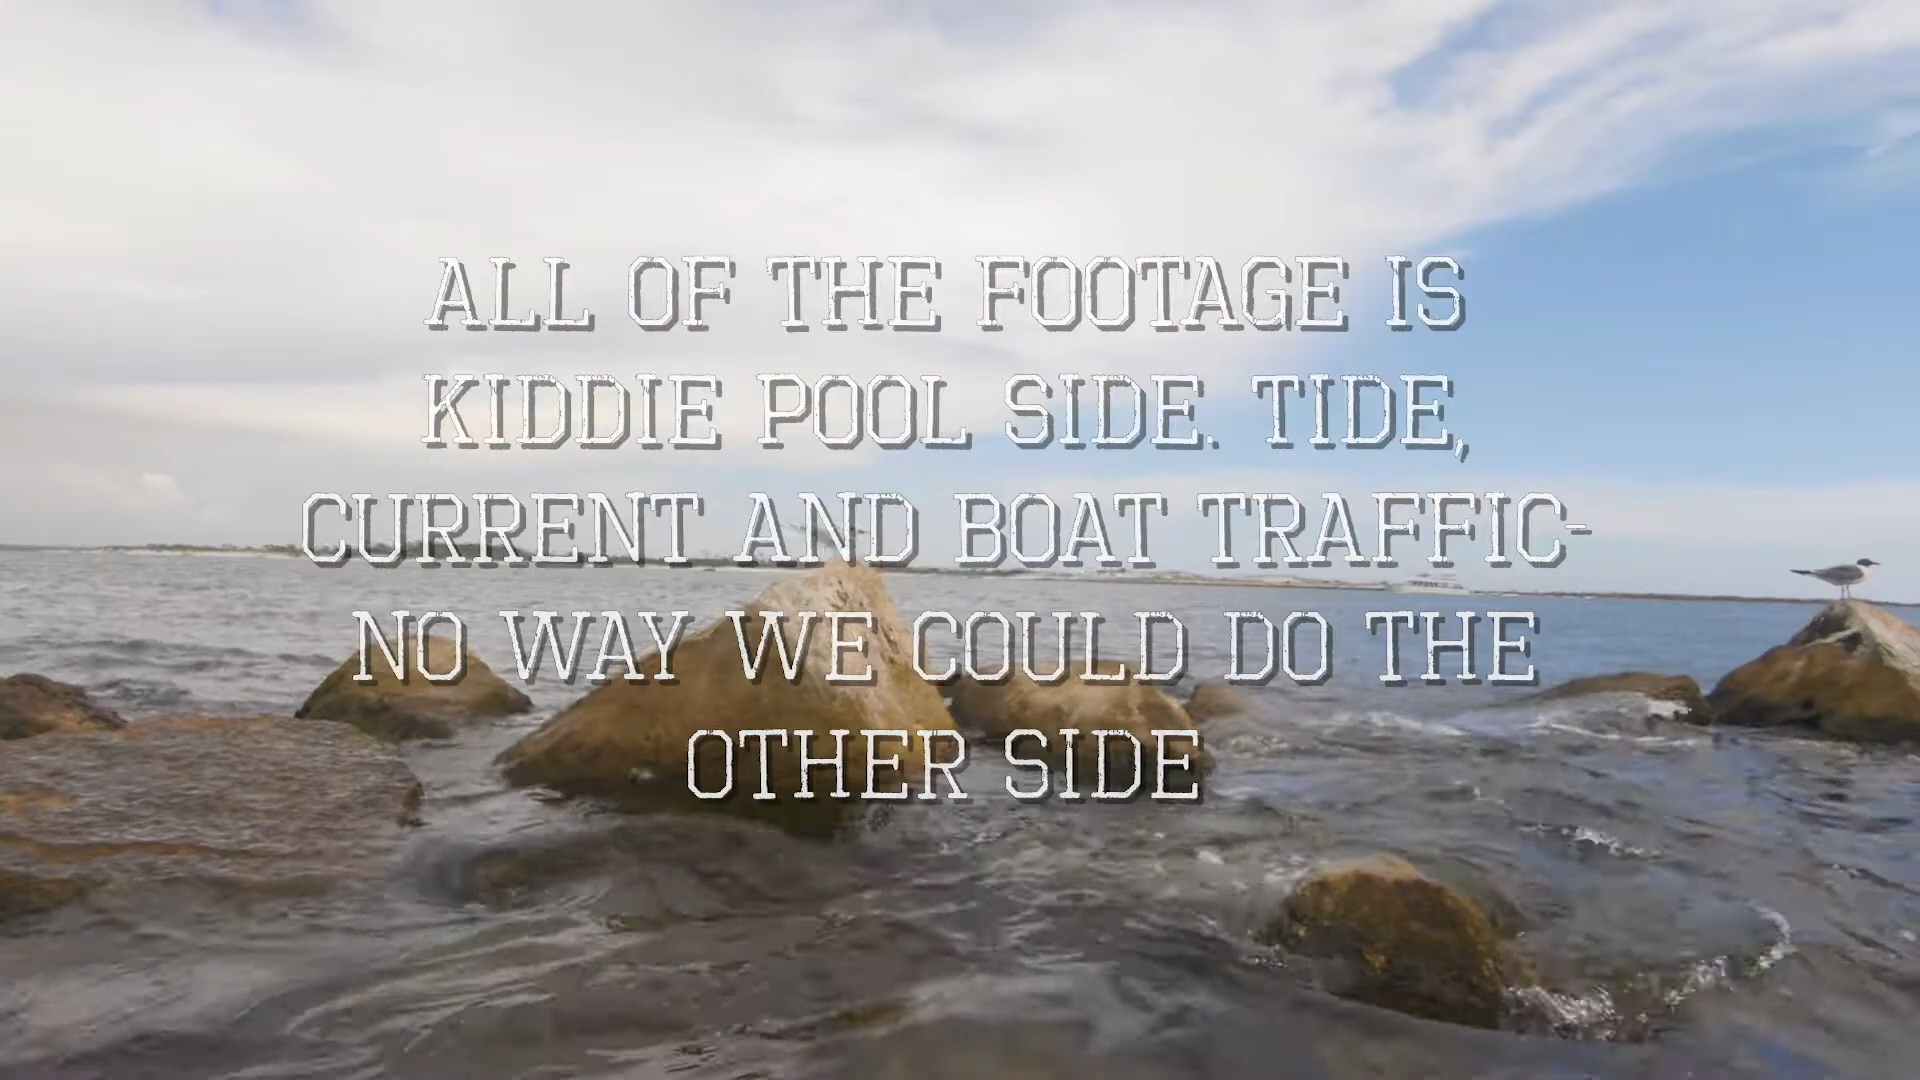 ALL OF THE FOOTAGE IS
KIDDIE POOL SIDE. TIDE,
CURRENT AND BOAT TRAFFIC-
NO WAY WE COULD DO THE
OTHER SIDE